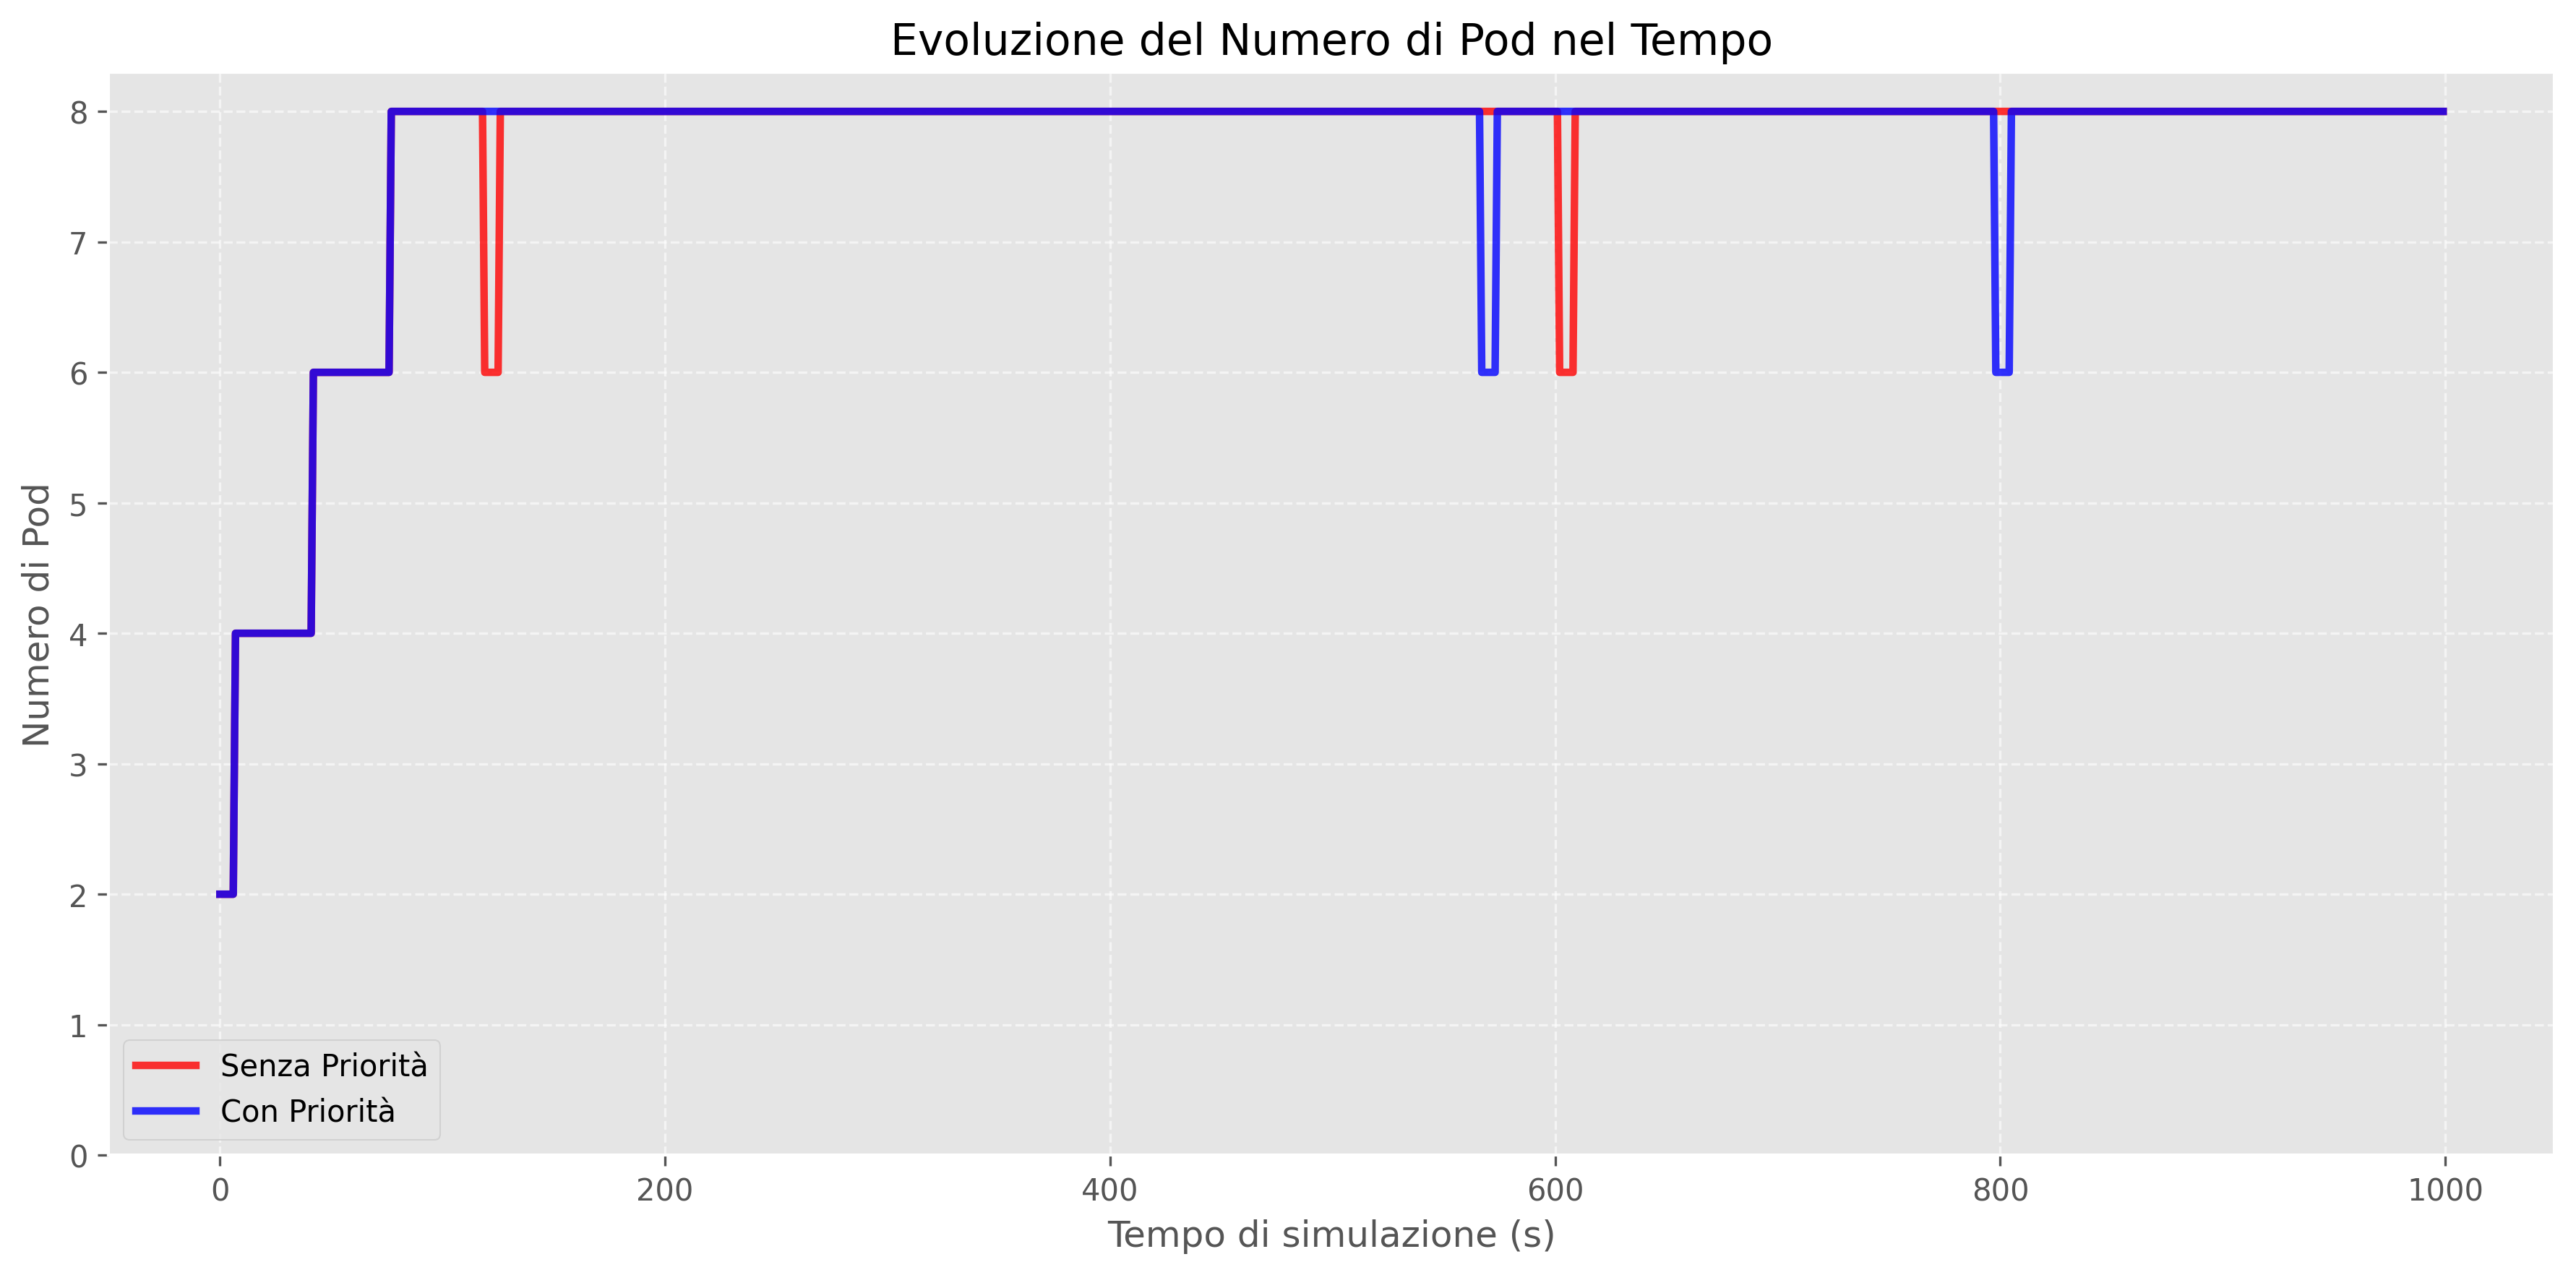 Evoluzione del Numero di Pod nel Tempo
Numero di Pod
8
7
6
5
4
3
2
1
0
Senza Priorità
Con Priorità
0 200 400 600 800 1000
Tempo di simulazione (s)